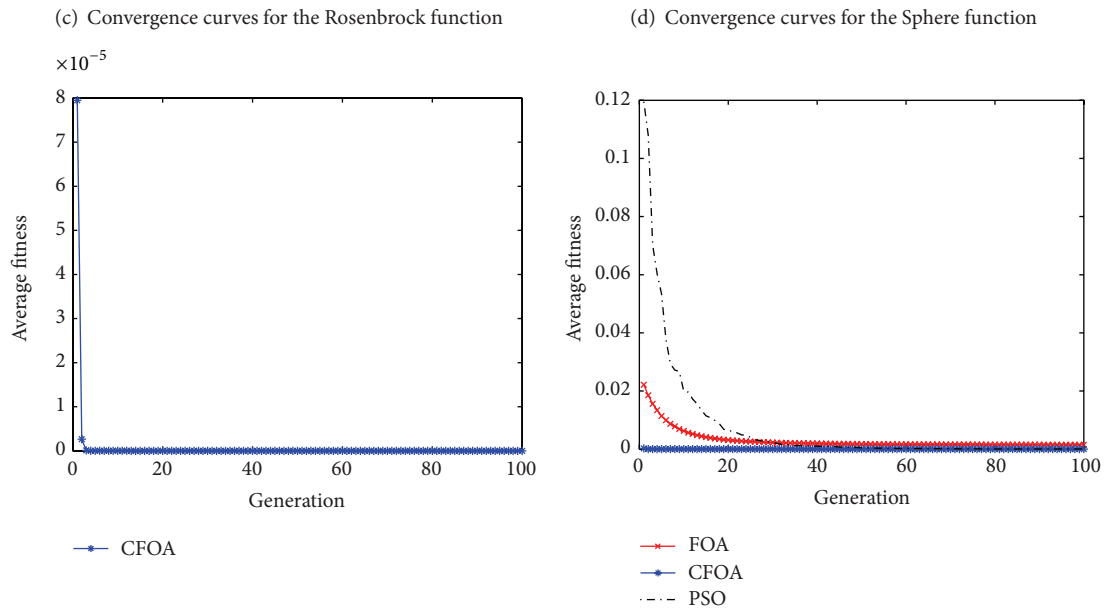 (c) Convergence curves for the Rosenbrock function
(d) Convergence curves for the Sphere function
×10−5
8
7
6
5
4
3
2
1
0
Average fitness
0 20 40 60 80 100
Generation
CFOA
0.12
0.1
0.08
0.06
0.04
0.02
0
Average fitness
0 20 40 60 80 100
Generation
FOA
CFOA
PSO